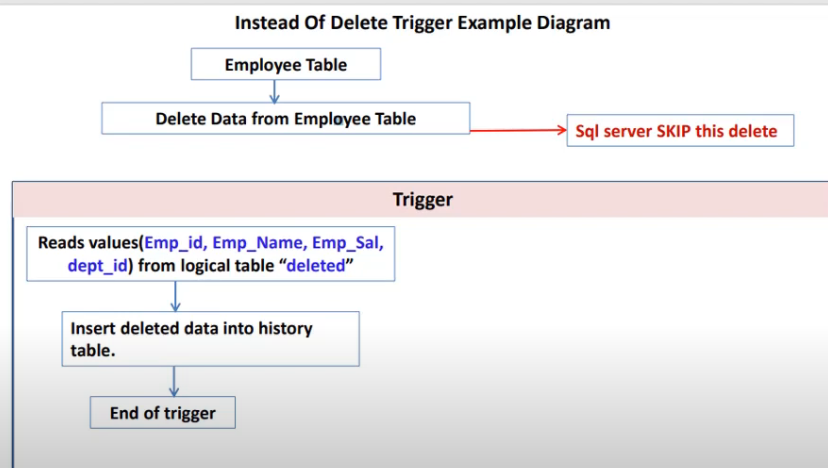 Instead Of Delete Trigger Example Diagram
Employee Table
Delete Data from Employee Table
Sql server SKIP this delete
Trigger
Reads values(Emp_id, Emp_Name, Emp_Sal,
dept_id) from logical table “deleted”
Insert deleted data into history
table.
End of trigger